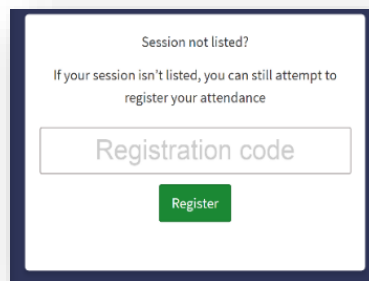 Session not listed?
If your session isn't listed, you can still attempt to
register your attendance
Registration code
Register